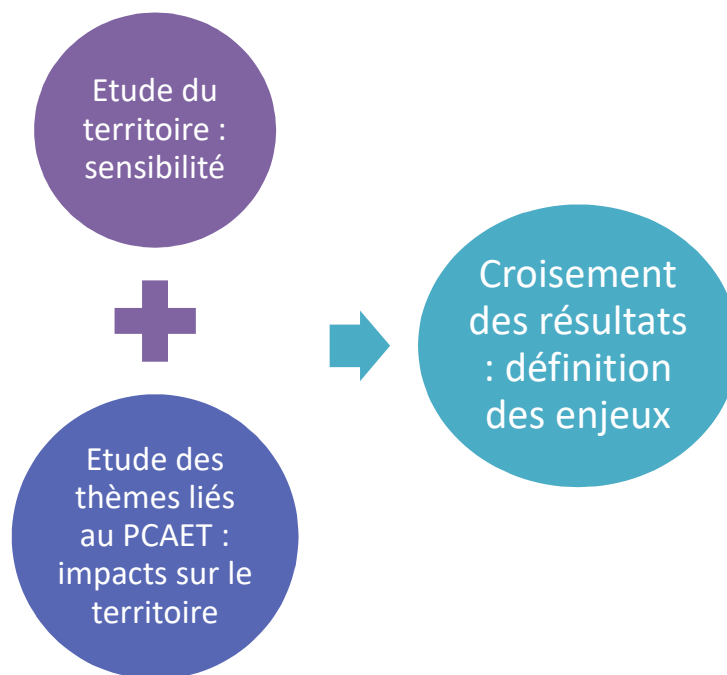 Etude du
territoire :
sensibilité
Etude des
thèmes liés
au PCAET :
impacts sur le
territoire
Croisement
des résultats
: définition
des enjeux